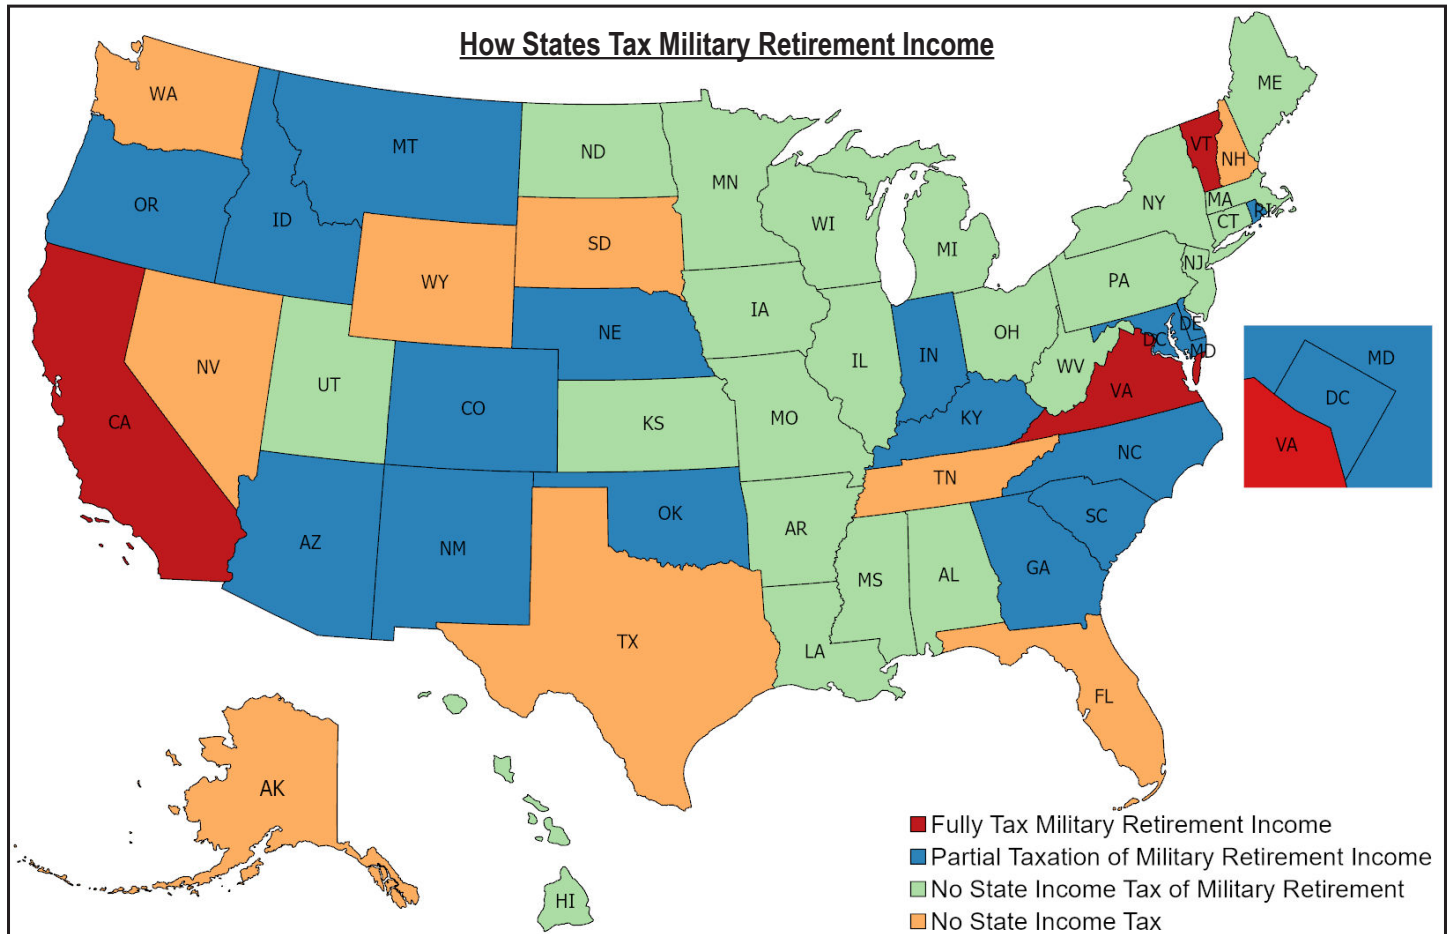 How States Tax Military Retirement Income
WA
MT
ND
MN
ME
VT
NH
OR
ID
SD
WI
MI
NY
MA
CT
RI
WY
NE
IA
PA
NJ
NV
UT
CO
KS
MO
IL
IN
OH
WV
DC
DE
MD
CA
KY
VA
MD
DC
VA
AZ
NM
OK
AR
TN
NC
SC
TX
LA
MS
AL
GA
FL
AK
HI
Fully Tax Military Retirement Income
Partial Taxation of Military Retirement Income
No State Income Tax of Military Retirement
No State Income Tax